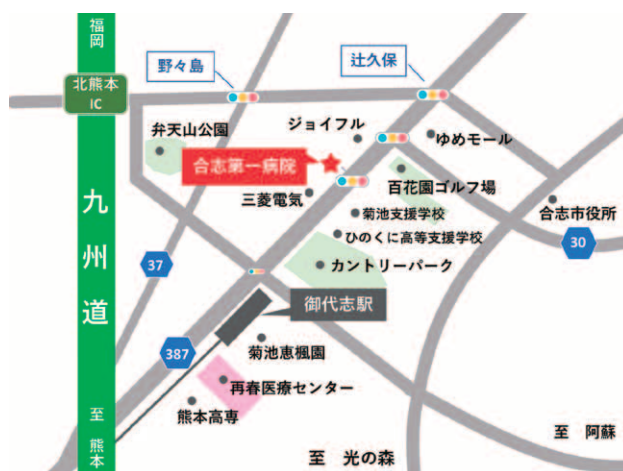 福岡
北熊本
IC
九州道
至 熊本
野々島
辻久保
弁天山公園
ジョイフル
ゆめモール
合志第一病院
三菱電気
百花園ゴルフ場
菊池支援学校
合志市役所
ひのくに高等支援学校
30
カントリーパーク
37
御代志駅
387
菊池恵楓園
再春医療センター
熊本高専
至 阿蘇
至 光の森